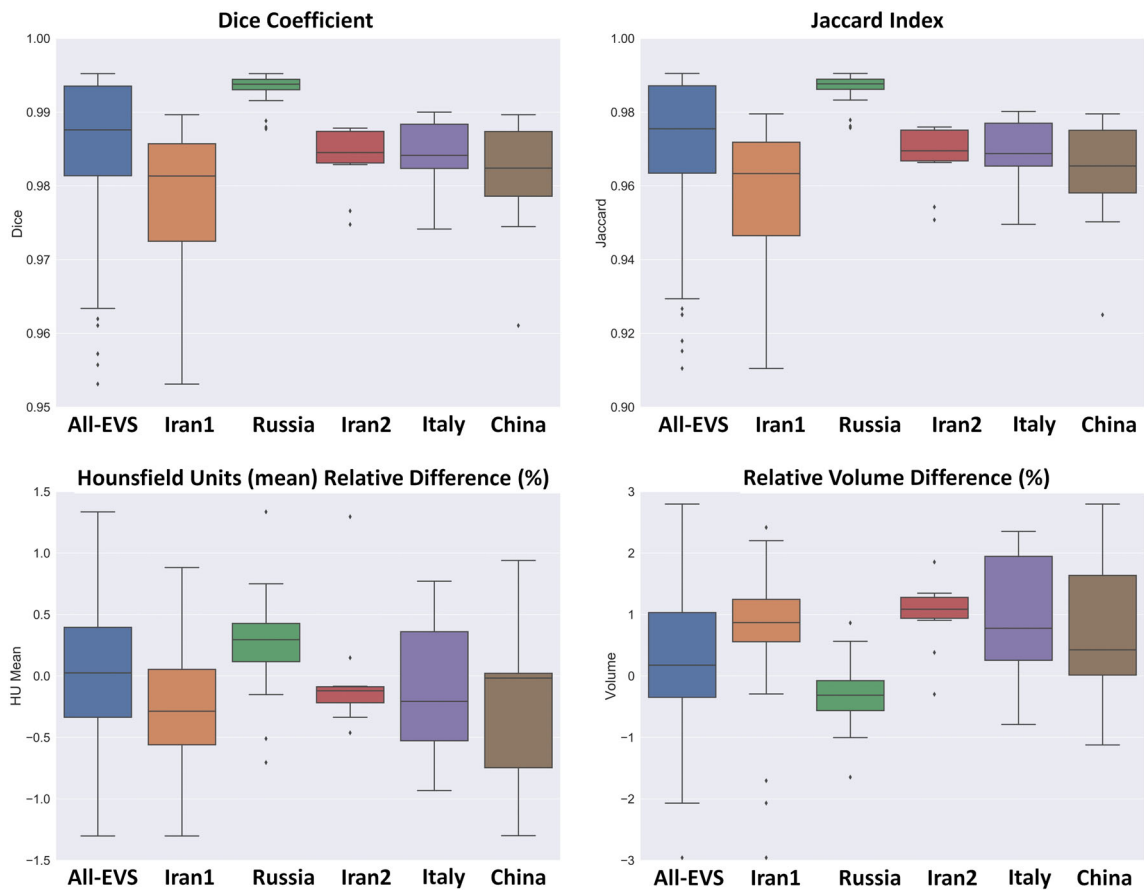 Dice Coefficient
1.00
0.99
0.98
0.97
0.96
0.95
Dice
All-EVS Iran1 Russia Iran2 Italy China
Jaccard Index
1.00
0.98
0.96
0.94
0.92
0.90
Jaccard
All-EVS Iran1 Russia Iran2 Italy China
Hounsfield Units (mean) Relative Difference (%)
1.5
1.0
0.5
0.0
−0.5
−1.0
−1.5
HU Mean
All-EVS Iran1 Russia Iran2 Italy China
Relative Volume Difference (%)
3
2
1
0
−1
−2
−3
Volume
All-EVS Iran1 Russia Iran2 Italy China